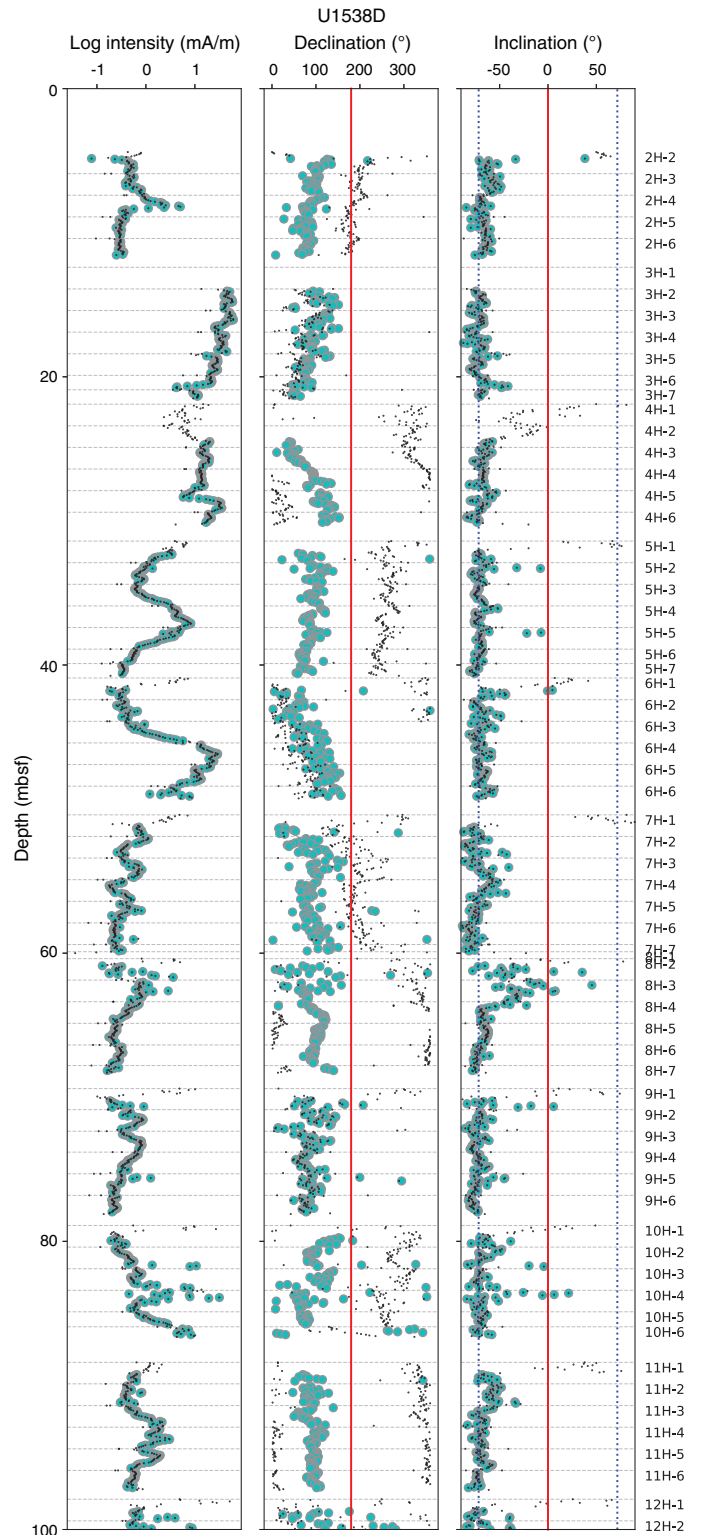 U1538D
Log intensity (mA/m) Declination (°) Inclination (°)
-1 0 1 0 100 200 300 -50 0 50
0
2H-2
2H-3
2H-4
2H-5
2H-6
3H-1
3H-2
3H-3
3H-4
3H-5
20
3H-6
3H-7
4H-1
4H-2
4H-3
4H-4
4H-5
4H-6
5H-1
5H-2
5H-3
5H-4
5H-5
5H-6
40
5H-7
6H-1
6H-2
6H-3
6H-4
6H-5
6H-6
Depth (mbsf)
7H-1
7H-2
7H-3
7H-4
7H-5
7H-6
7H-7
60
8H-1
8H-2
8H-3
8H-4
8H-5
8H-6
8H-7
9H-1
9H-2
9H-3
9H-4
9H-5
9H-6
80
10H-1
10H-2
10H-3
10H-4
10H-5
10H-6
11H-1
11H-2
11H-3
11H-4
11H-5
11H-6
12H-1
100
12H-2